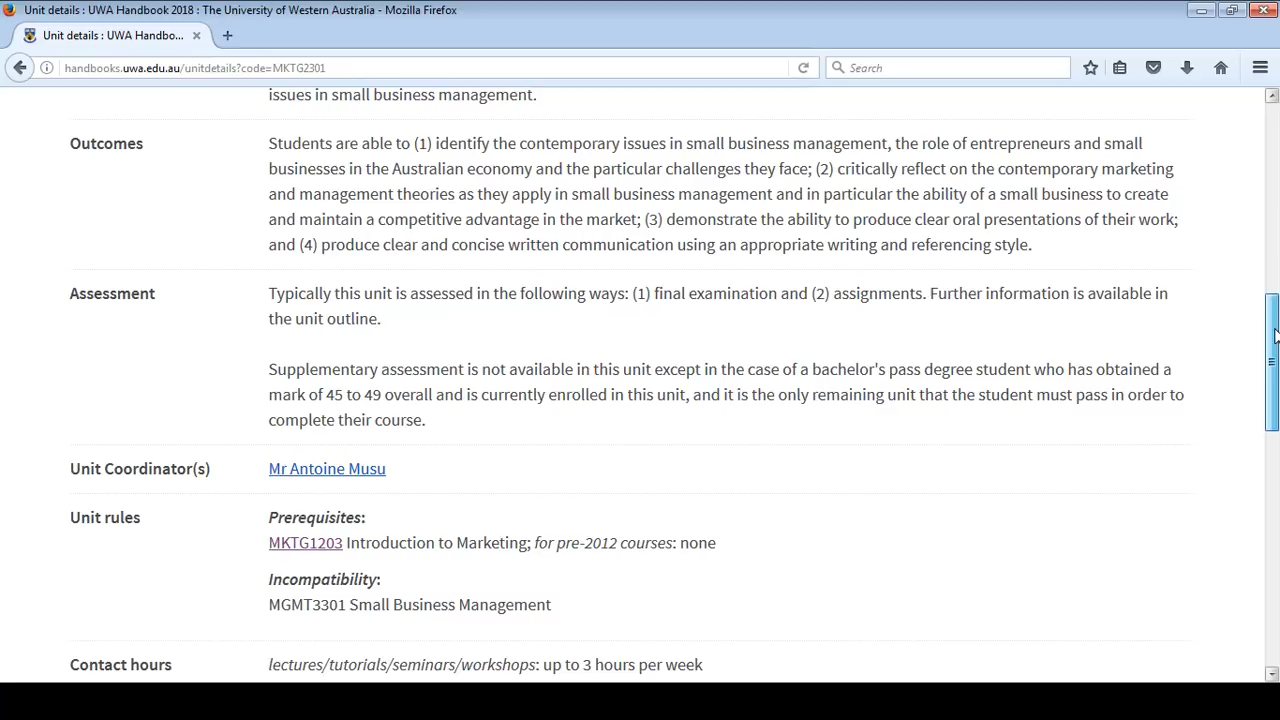 Unit details : UWA Handbook 2018 : The University of Western Australia - Mozilla Firefox
Unit details : UWA Handbo...
handbooks.uwa.edu.au/unitdetails?code=MKTG2301
Search
issues in small business management.
Outcomes
Students are able to (1) identify the contemporary issues in small business management, the role of entrepreneurs and small
businesses in the Australian economy and the particular challenges they face; (2) critically reflect on the contemporary marketing
and management theories as they apply in small business management and in particular the ability of a small business to create
and maintain a competitive advantage in the market; (3) demonstrate the ability to produce clear oral presentations of their work;
and (4) produce clear and concise written communication using an appropriate writing and referencing style.
Assessment
Typically this unit is assessed in the following ways: (1) final examination and (2) assignments. Further information is available in
the unit outline.
Supplementary assessment is not available in this unit except in the case of a bachelor's pass degree student who has obtained a
mark of 45 to 49 overall and is currently enrolled in this unit, and it is the only remaining unit that the student must pass in order to
complete their course.
Unit Coordinator(s)
Mr Antoine Musu
Unit rules
Prerequisites:
MKTG1203 Introduction to Marketing; for pre-2012 courses: none
Incompatibility:
MGMT3301 Small Business Management
Contact hours
lectures/tutorials/seminars/workshops: up to 3 hours per week